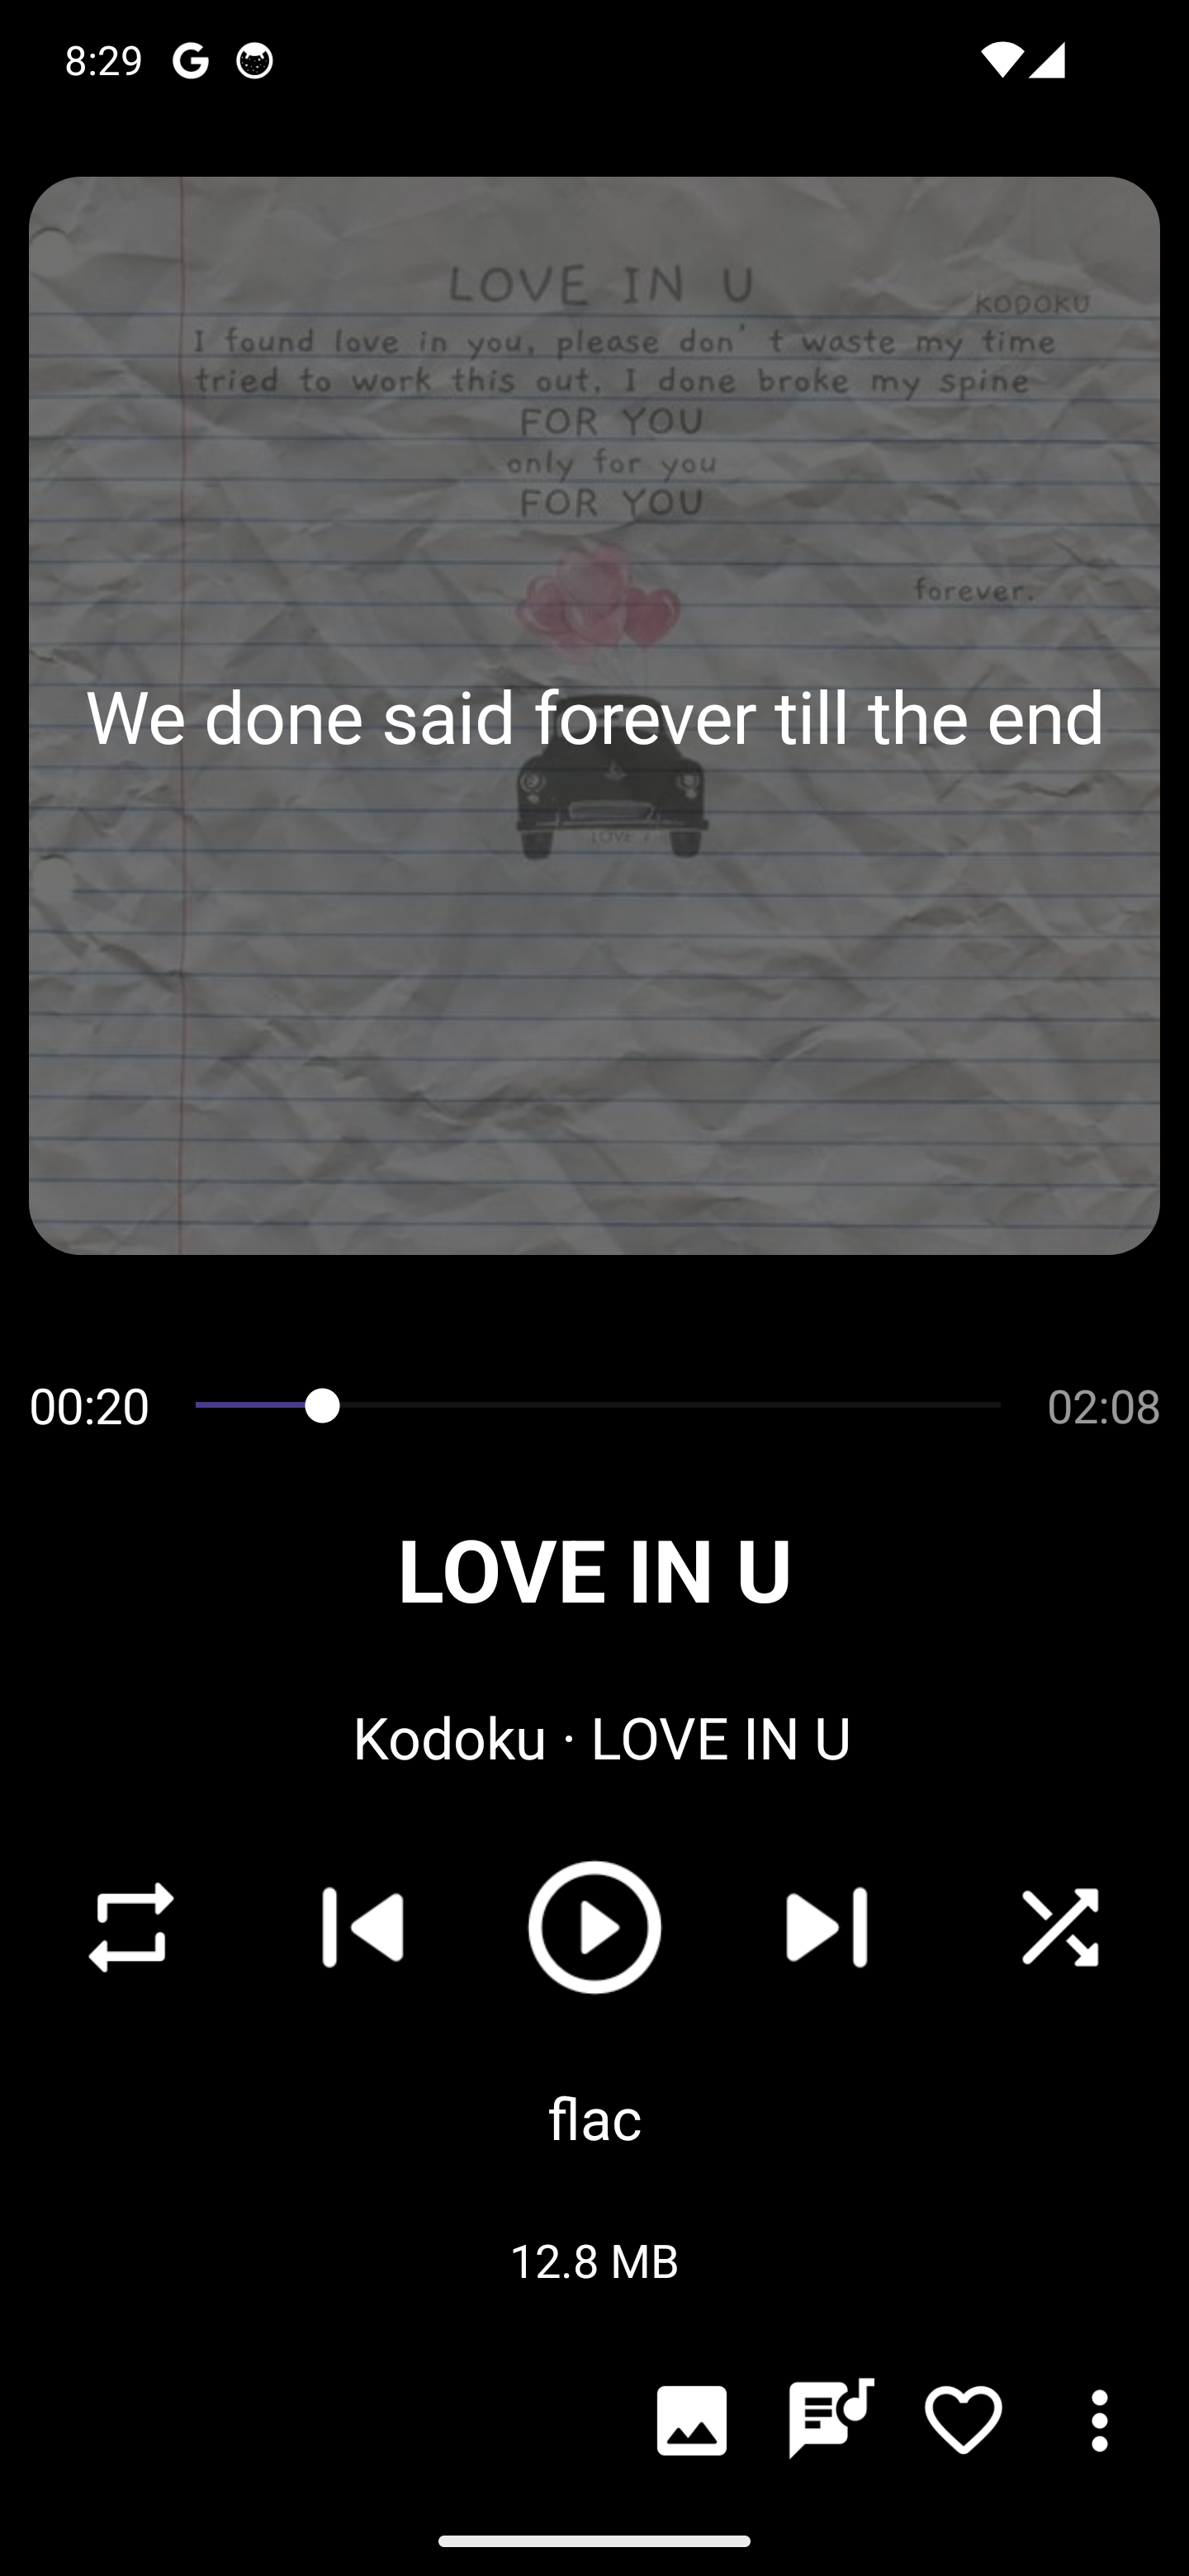 8:29
LOVE IN U
KODOKU
I found love in you, please don't waste my time
tried to work this out, I done broke my spine
FOR YOU
only for you
FOR YOU
forever.
We done said forever till the end
00:20
02:08
LOVE IN U
Kodoku · LOVE IN U
flac
12.8 MB